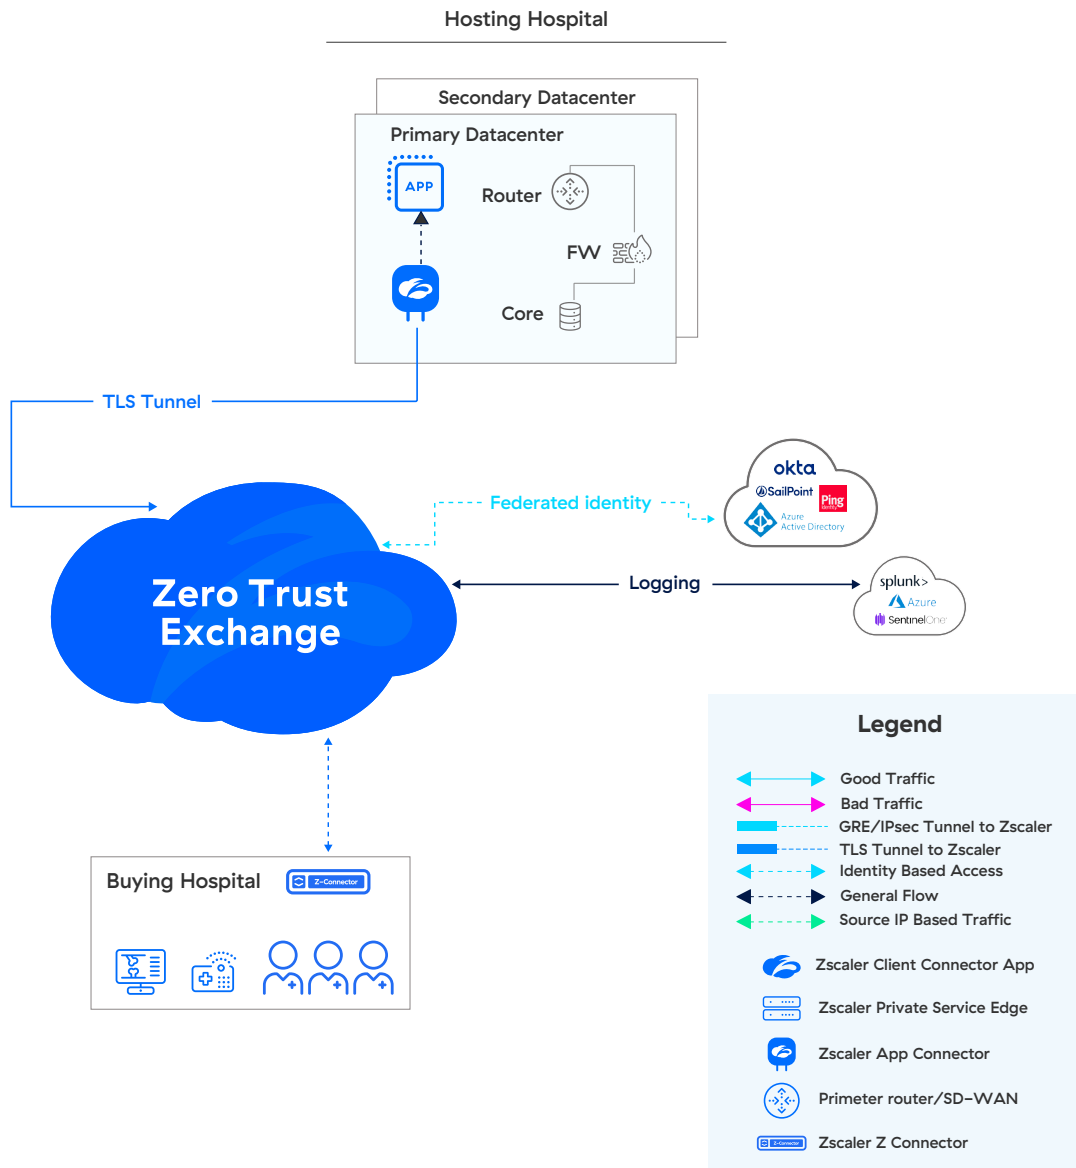 Hosting Hospital
Secondary Datacenter
Primary Datacenter
APP
Router
FW
Core
TLS Tunnel
okta
SailPoint
Ping
Identity
Azure
Active Directory
Federated identity
Zero Trust
Exchange
Logging
splunk>
Azure
SentinelOne
Buying Hospital
Z-Connector
Legend
Good Traffic
Bad Traffic
GRE/IPsec Tunnel to Zscaler
TLS Tunnel to Zscaler
Identity Based Access
General Flow
Source IP Based Traffic
Zscaler Client Connector App
Zscaler Private Service Edge
Zscaler App Connector
Primeter router/SD-WAN
Z-Connector
Zscaler Z Connector